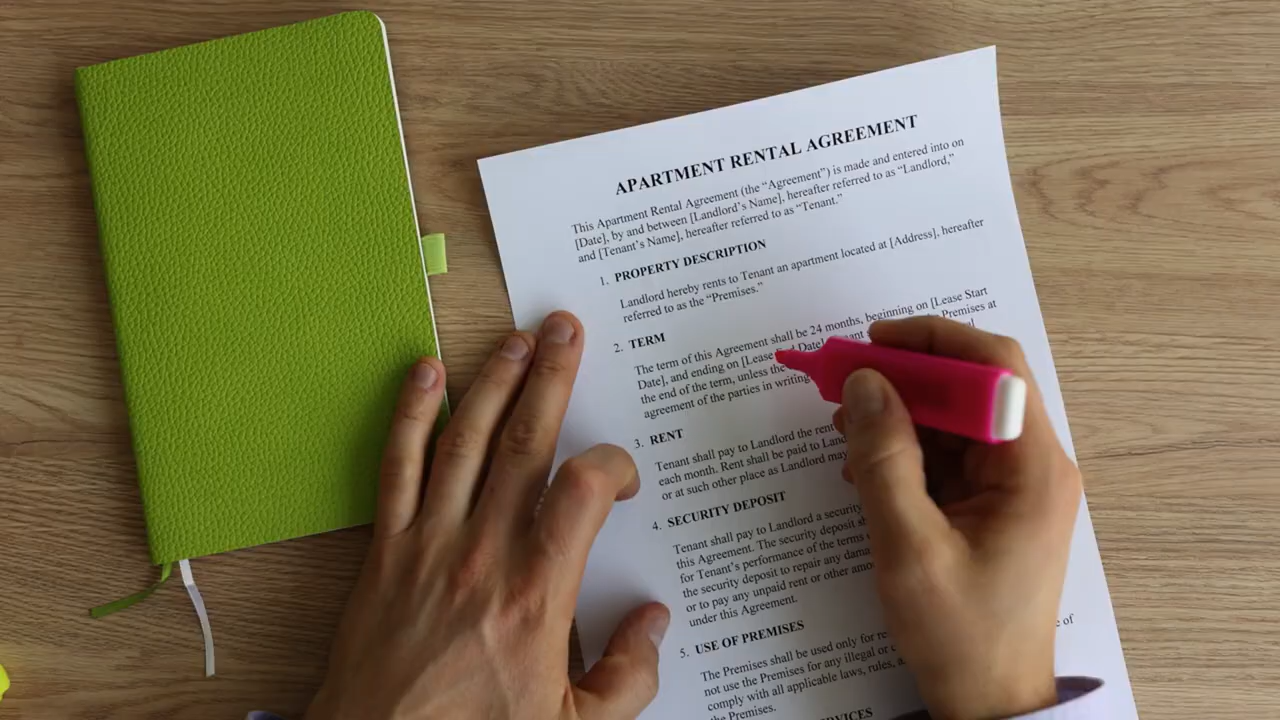 APARTMENT RENTAL AGREEMENT
This Apartment Rental Agreement (the “Agreement”) is made and entered into on
[Date], by and between [Landlord’s Name], hereafter referred to as “Landlord,”
and [Tenant’s Name], hereafter referred to as “Tenant.”
1. PROPERTY DESCRIPTION
Landlord hereby rents to Tenant an apartment located at [Address], hereafter
referred to as the “Premises.”
2. TERM
The term of this Agreement shall be 24 months, beginning on [Lease Start
Date], and ending on [Lease End Date] Premises at
the end of the term, unless the
agreement of the parties in writing
3. RENT
Tenant shall pay to Landlord the rent
each month. Rent shall be paid to
or at such other place as Landlord may
4. SECURITY DEPOSIT
Tenant shall pay to Landlord a security
this Agreement. The security deposit
for Tenant’s performance of the terms
the security deposit to repair any
or to pay any unpaid rent or other
under this Agreement.
5. USE OF PREMISES
The Premises shall be used only for of
not use the Premises for any illegal or
comply with all applicable laws, rules,
the Premises.